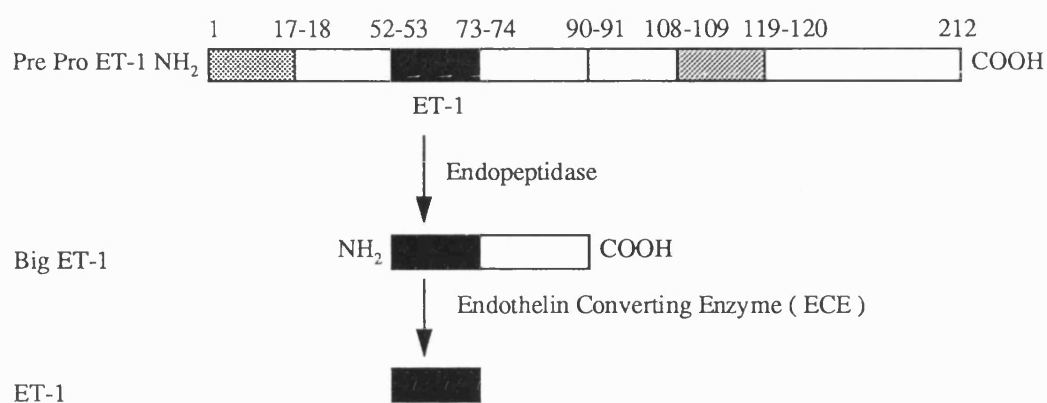 1 17-18 52-53 73-74 90-91 108-109 119-120 212
Pre Pro ET-1 NH2 COOH
ET-1
Endopeptidase
Big ET-1 NH2 COOH
Endothelin Converting Enzyme ( ECE )
ET-1